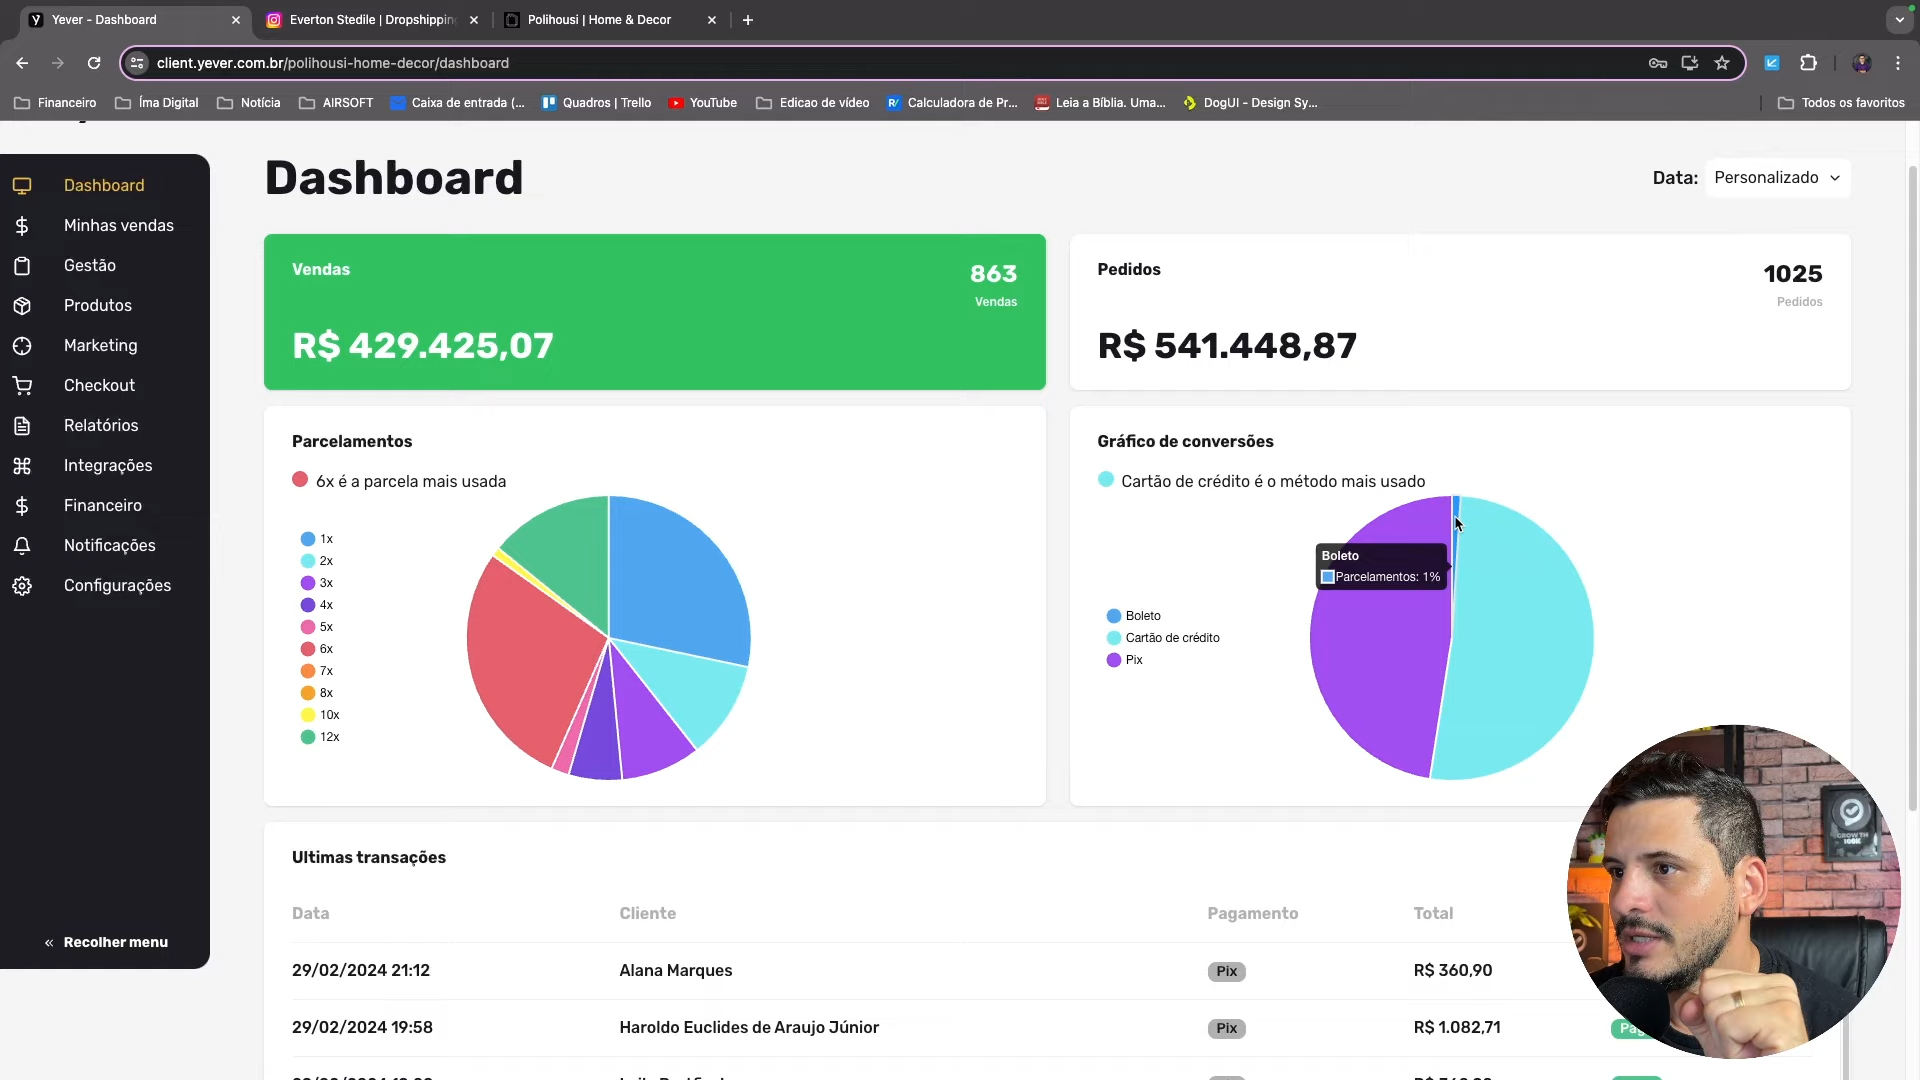 Yever - Dashboard
Everton Stedile | Dropshipping
Polihousi | Home & Decor
client.yever.com.br/polihousi-home-decor/dashboard
Financeiro
Íma Digital
Notícia
AIRSOFT
Caixa de entrada (...
Quadros | Trello
YouTube
Edicao de vídeo
Calculadora de Pr...
Leia a Bíblia. Uma...
DogUI - Design Sy...
Todos os favoritos
Dashboard
Minhas vendas
Gestão
Produtos
Marketing
Checkout
Relatórios
Integrações
Financeiro
Notificações
Configurações
« Recolher menu
Dashboard
Data: Personalizado
Vendas
863
Vendas
R$ 429.425,07
Pedidos
1025
Pedidos
R$ 541.448,87
Parcelamentos
6x é a parcela mais usada
1x
2x
3x
4x
5x
6x
7x
8x
10x
12x
Gráfico de conversões
Cartão de crédito é o método mais usado
Boleto
Parcelamentos: 1%
Boleto
Cartão de crédito
Pix
Ultimas transações
Data Cliente Pagamento Total
29/02/2024 21:12 Alana Marques Pix R$ 360,90
29/02/2024 19:58 Haroldo Euclides de Araujo Júnior Pix R$ 1.082,71
GROWTH
100K